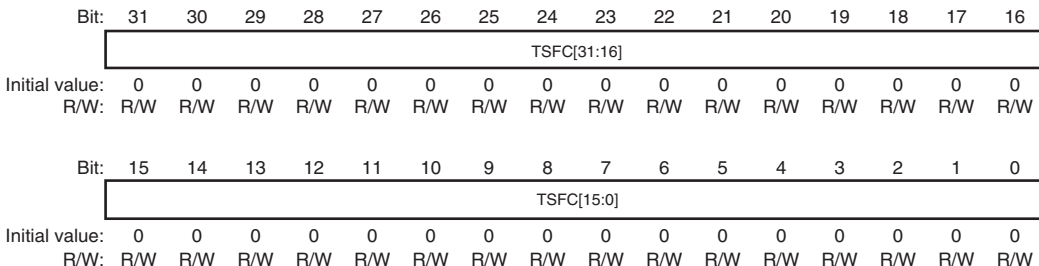 Bit: 31 30 29 28 27 26 25 24 23 22 21 20 19 18 17 16
TSFC[31:16]
Initial value: 0 0 0 0 0 0 0 0 0 0 0 0 0 0 0 0
R/W: R/W R/W R/W R/W R/W R/W R/W R/W R/W R/W R/W R/W R/W R/W R/W R/W
Bit: 15 14 13 12 11 10 9 8 7 6 5 4 3 2 1 0
TSFC[15:0]
Initial value: 0 0 0 0 0 0 0 0 0 0 0 0 0 0 0 0
R/W: R/W R/W R/W R/W R/W R/W R/W R/W R/W R/W R/W R/W R/W R/W R/W R/W